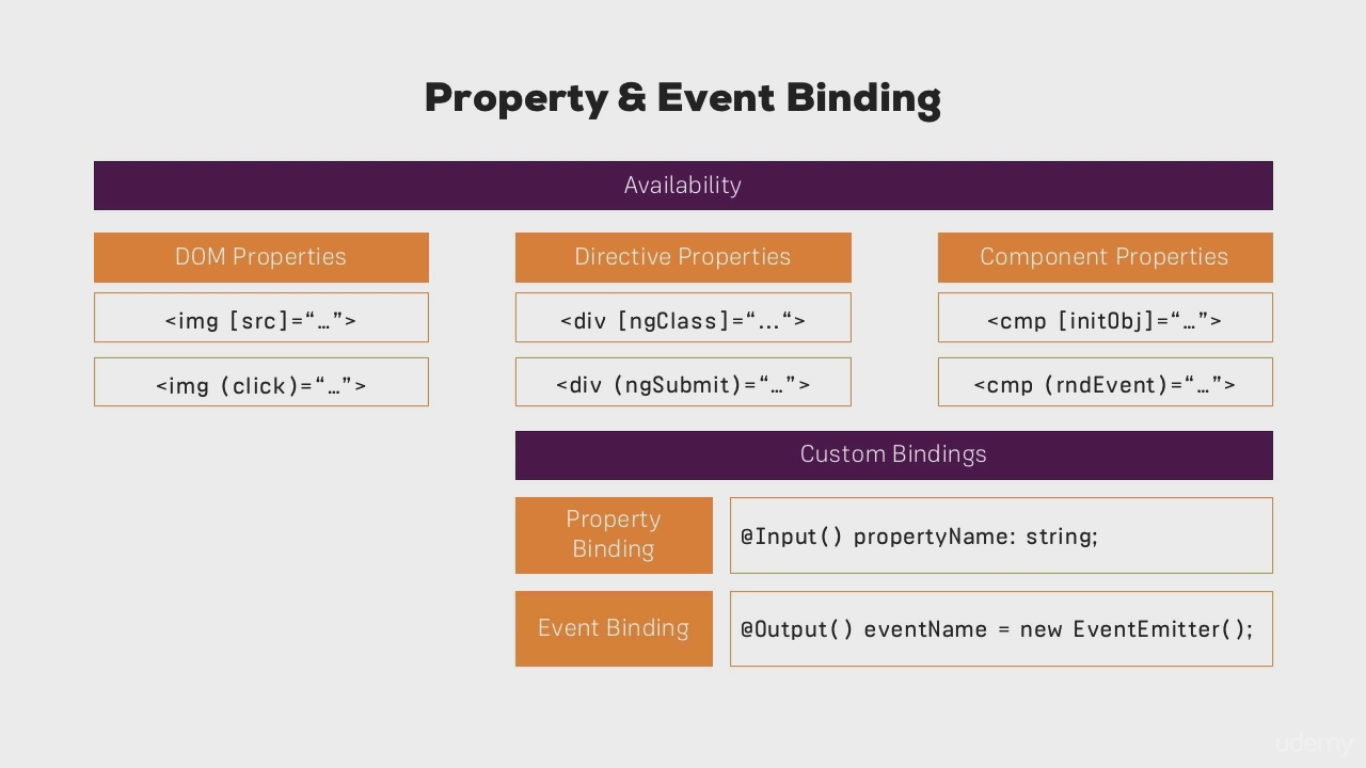 Property & Event Binding
Availability
DOM Properties
Directive Properties
Component Properties
<img [src]=“…”>
<div [ngClass]=“...“>
<cmp [initObj]=“…”>
<img (click)=“…”>
<div (ngSubmit)=“…”>
<cmp (rndEvent)=“…”>
Custom Bindings
Property
Binding
@Input() propertyName: string;
Event Binding
@Output() eventName = new EventEmitter();
udemy